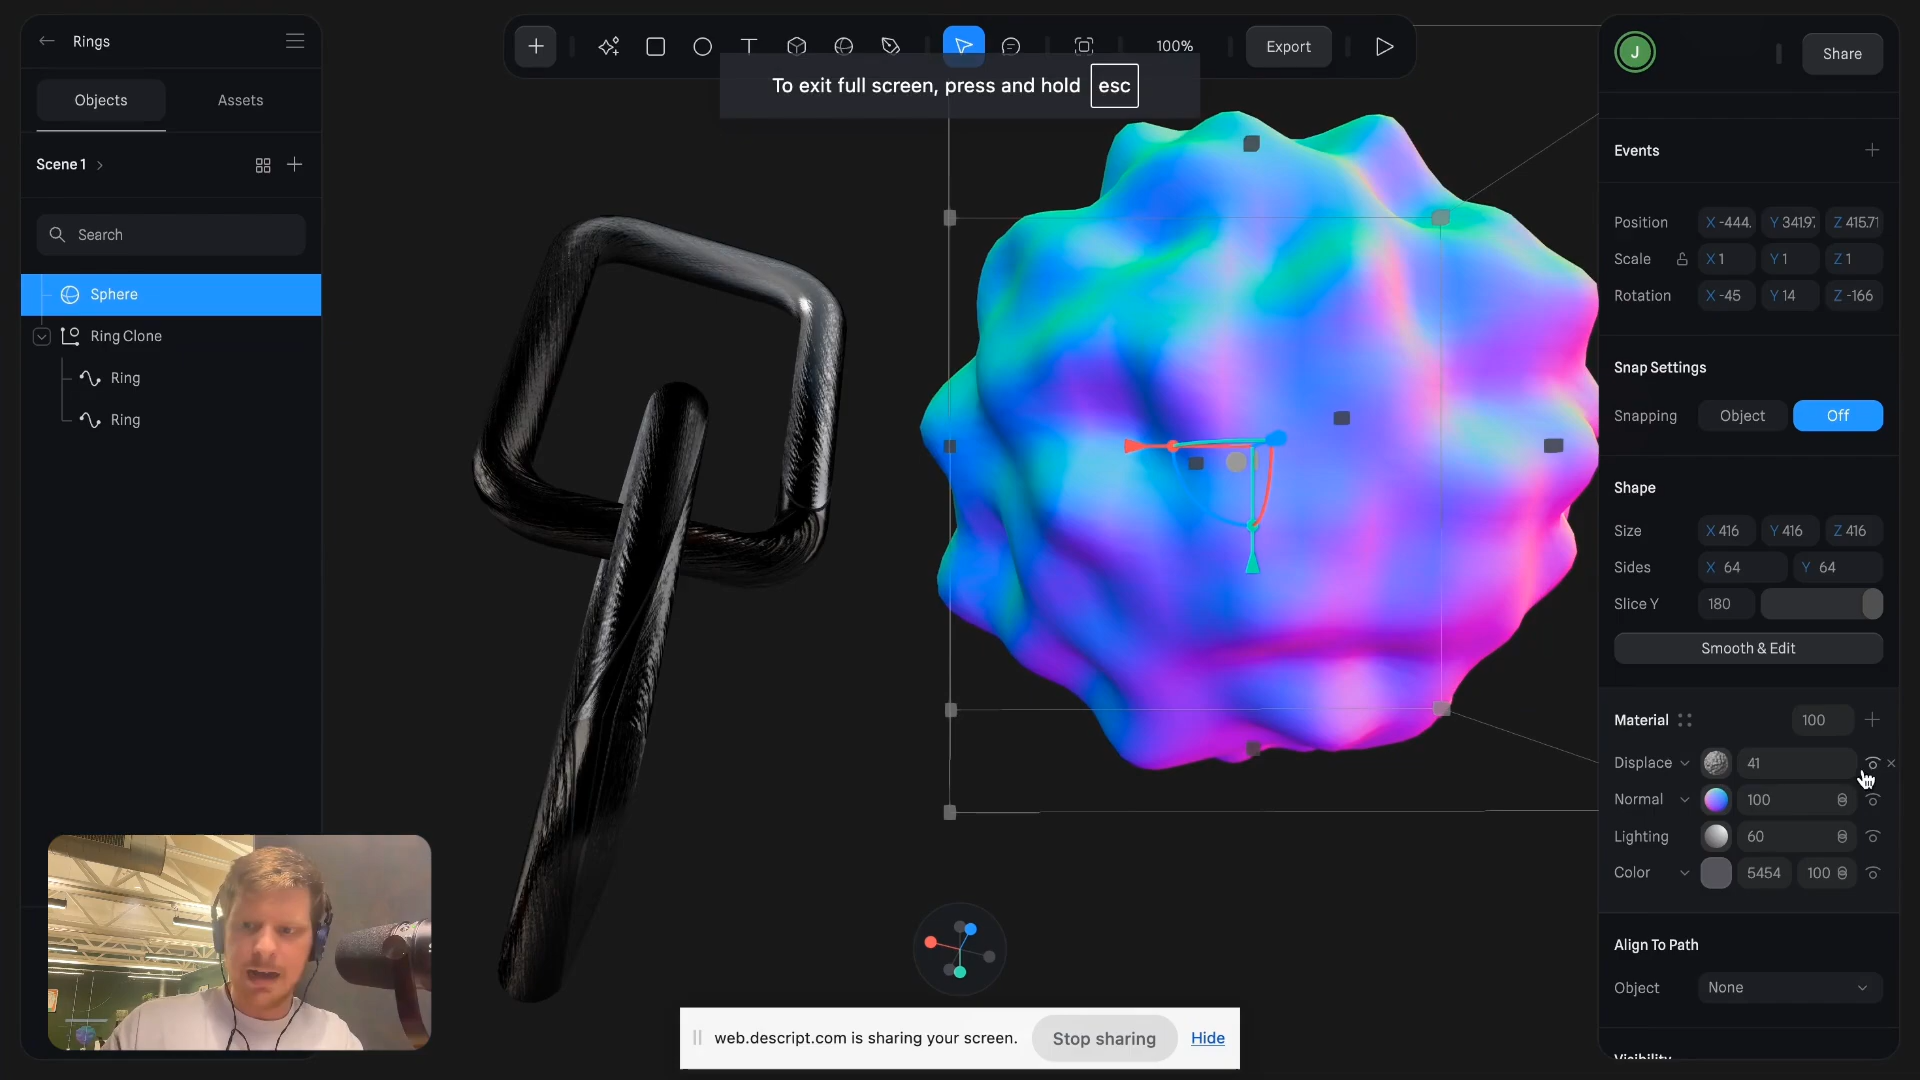 Rings
Objects
Assets
Scene 1
Search
Sphere
Ring Clone
Ring
Ring
T
100%
Export
To exit full screen, press and hold esc
J
Share
Events
Position X -444. Y 341.97 Z 415.71
Scale X 1 Y 1 Z 1
Rotation X -45 Y 14 Z -166
Snap Settings
Snapping Object Off
Shape
Size X 416 Y 416 Z 416
Sides X 64 Y 64
Slice Y 180
Smooth & Edit
Material 100
Displace 41
Normal 100
Lighting 60
Color 5454 100
Align To Path
Object None
Visibility
web.descript.com is sharing your screen.
Stop sharing
Hide